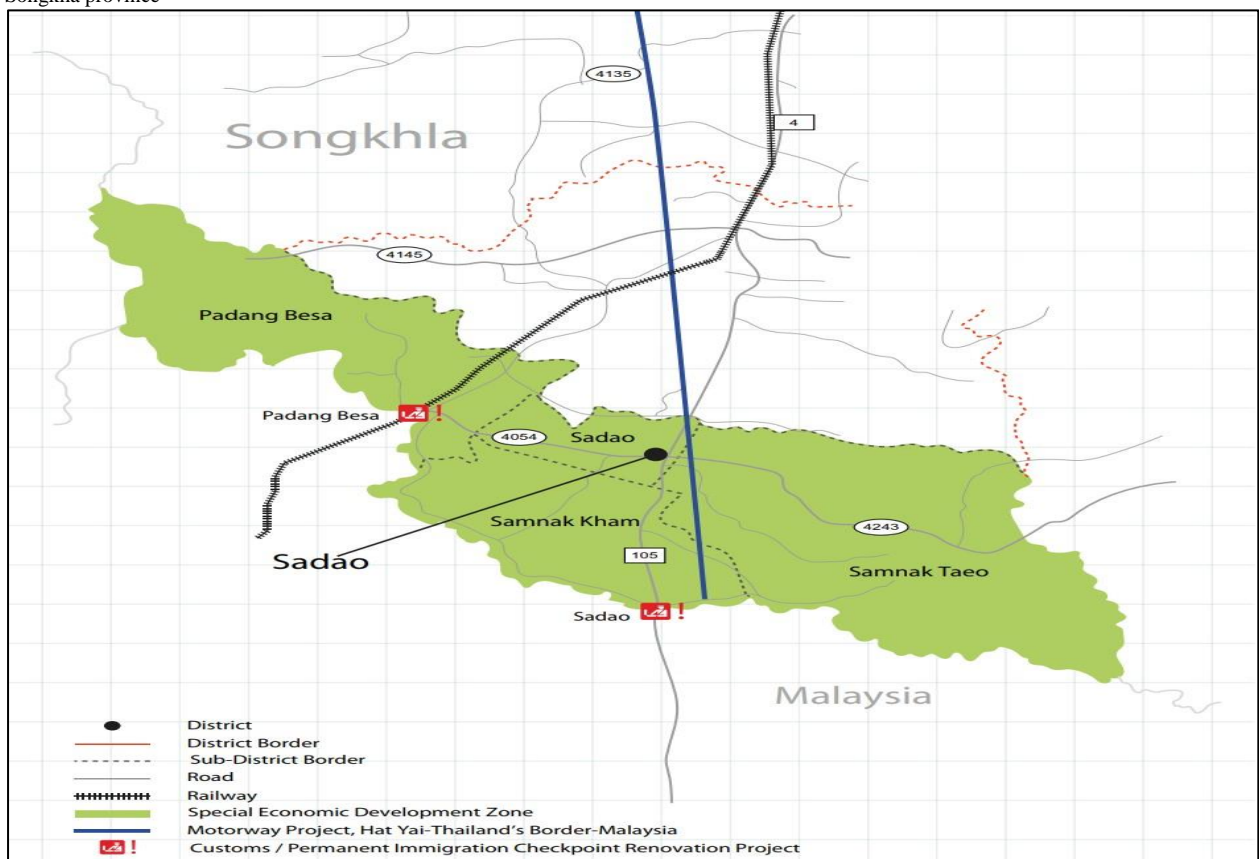 Songkhla province
4135
4
Songkhla
4145
Padang Besa
Padang Besa
!
4054
Sadao
4243
Samnak Kham
105
Sadao
Samnak Taeo
Sadao
!
Malaysia
District
District Border
Sub-District Border
Road
Railway
Special Economic Development Zone
Motorway Project, Hat Yai-Thailand's Border-Malaysia
! Customs / Permanent Immigration Checkpoint Renovation Project